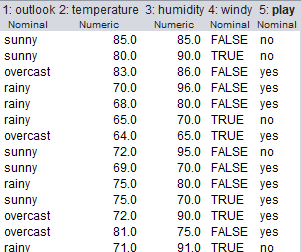 1: outlook 2: temperature 3: humidity 4: windy 5: play
Nominal Numeric Numeric Nominal Nominal
sunny 85.0 85.0 FALSE no
sunny 80.0 90.0 TRUE no
overcast 83.0 86.0 FALSE yes
rainy 70.0 96.0 FALSE yes
rainy 68.0 80.0 FALSE yes
rainy 65.0 70.0 TRUE no
overcast 64.0 65.0 TRUE yes
sunny 72.0 95.0 FALSE no
sunny 69.0 70.0 FALSE yes
rainy 75.0 80.0 FALSE yes
sunny 75.0 70.0 TRUE yes
overcast 72.0 90.0 TRUE yes
overcast 81.0 75.0 FALSE yes
rainy 71.0 91.0 TRUE no